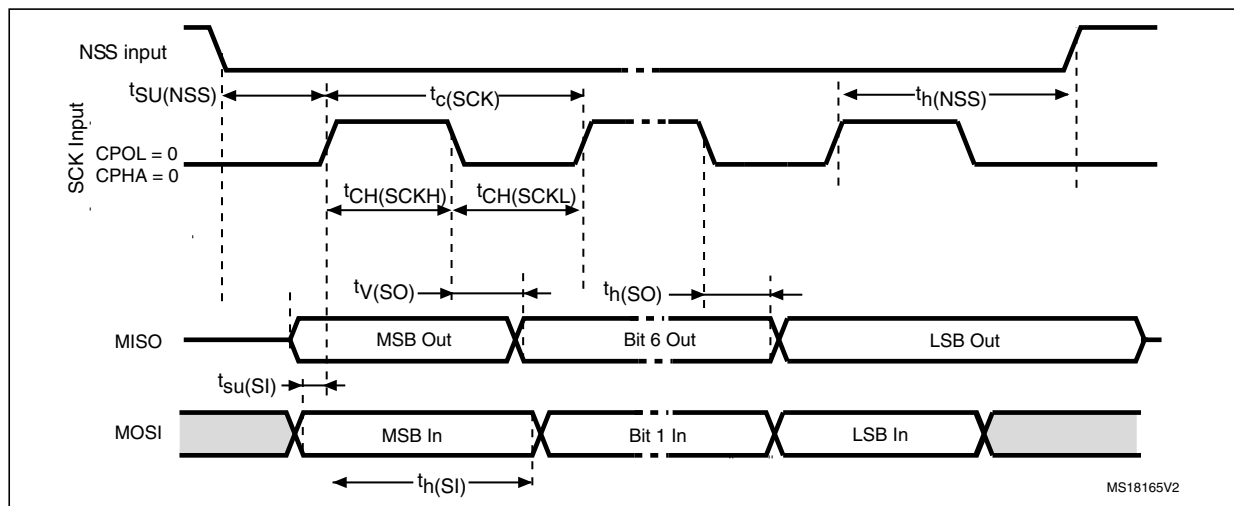 NSS input
tSU(NSS)
tc(SCK)
th(NSS)
SCK Input
CPOL = 0
CPHA = 0
tCH(SCKH)
tCH(SCKL)
tV(SO)
th(SO)
MISO
MSB Out
Bit 6 Out
LSB Out
tsu(SI)
MOSI
MSB In
Bit 1 In
LSB In
th(SI)
MS18165V2